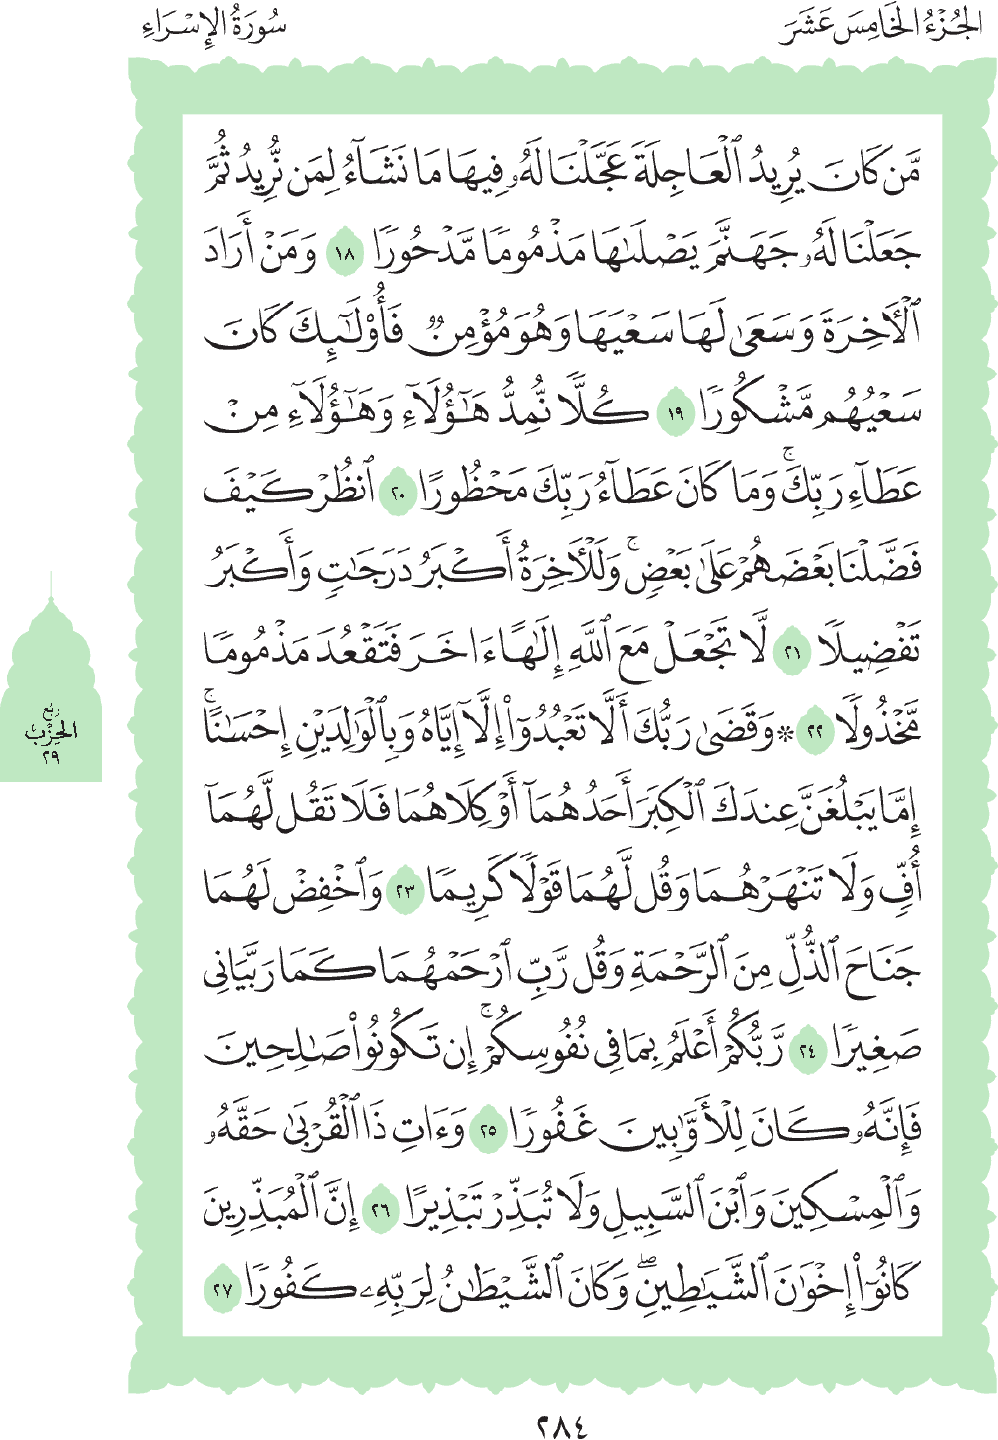 الجُزْءُ الخَامِسَ عَشَرَ
سُورَةُ الإِسْرَاءِ
مَّن كَانَ يُرِيدُ ٱلْعَاجِلَةَ عَجَّلْنَا لَهُۥ فِيهَا مَا نَشَآءُ لِمَن نُّرِيدُ ثُمَّ
جَعَلْنَا لَهُۥ جَهَنَّمَ يَصْلَىٰهَا مَذْمُومًا مَّدْحُورًا ١٨ وَمَنْ أَرَادَ
ٱلْأَخِرَةَ وَسَعَىٰ لَهَا سَعْيَهَا وَهُوَ مُؤْمِنٌ فَأُوْلَـٰٓئِكَ كَانَ
سَعْيُهُم مَّشْكُورًا ١٩ كُلًّا نُّمِدُّ هَـٰٓؤُلَآءِ وَهَـٰٓؤُلَآءِ مِنْ
عَطَآءِ رَبِّكَۚ وَمَا كَانَ عَطَآءُ رَبِّكَ مَحْظُورًا ٢٠ ٱنظُرْ كَيْفَ
فَضَّلْنَا بَعْضَهُمْ عَلَىٰ بَعْضٍۚ وَلَلْأَخِرَةُ أَكْبَرُ دَرَجَـٰتٍ وَأَكْبَرُ
تَفْضِيلًا ٢١ لَّا تَجْعَلْ مَعَ ٱللَّهِ إِلَـٰهًا ءَاخَرَ فَتَقْعُدَ مَذْمُومًا
مَّخْذُولًا ٢٢ ۞ وَقَضَىٰ رَبُّكَ أَلَّا تَعْبُدُوٓاْ إِلَّآ إِيَّاهُ وَبِٱلْوَٰلِدَيْنِ إِحْسَـٰنًاۚ
إِمَّا يَبْلُغَنَّ عِندَكَ ٱلْكِبَرَ أَحَدُهُمَآ أَوْ كِلَاهُمَا فَلَا تَقُل لَّهُمَآ
أُفٍّ وَلَا تَنْهَرْهُمَا وَقُل لَّهُمَا قَوْلًا كَرِيمًا ٢٣ وَٱخْفِضْ لَهُمَا
جَنَاحَ ٱلذُّلِّ مِنَ ٱلرَّحْمَةِ وَقُل رَّبِّ ٱرْحَمْهُمَا كَمَا رَبَّيَانِى
صَغِيرًا ٢٤ رَّبُّكُمْ أَعْلَمُ بِمَا فِى نُفُوسِكُمْۚ إِن تَكُونُواْ صَـٰلِحِينَ
فَإِنَّهُۥ كَانَ لِلْأَوَّٰبِينَ غَفُورًا ٢٥ وَءَاتِ ذَا ٱلْقُرْبَىٰ حَقَّهُۥ
وَٱلْمِسْكِينَ وَٱبْنَ ٱلسَّبِيلِ وَلَا تُبَذِّرْ تَبْذِيرًا ٢٦ إِنَّ ٱلْمُبَذِّرِينَ
كَانُوٓاْ إِخْوَٰنَ ٱلشَّيَـٰطِينِۖ وَكَانَ ٱلشَّيْطَـٰنُ لِرَبِّهِۦ كَفُورًا ٢٧
ربع
الحِزْبِ
٢٩
٢٨٤